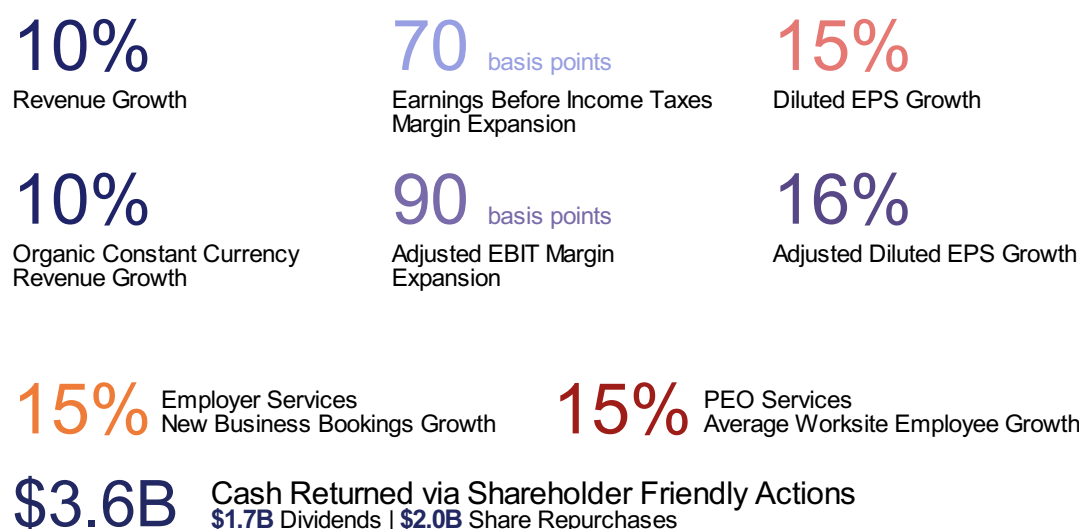 10%
Revenue Growth
70 basis points
Earnings Before Income Taxes
Margin Expansion
15%
Diluted EPS Growth
10%
Organic Constant Currency
Revenue Growth
90 basis points
Adjusted EBIT Margin
Expansion
16%
Adjusted Diluted EPS Growth
15%
Employer Services
New Business Bookings Growth
15%
PEO Services
Average Worksite Employee Growth
$3.6B
Cash Returned via Shareholder Friendly Actions
$1.7B Dividends | $2.0B Share Repurchases